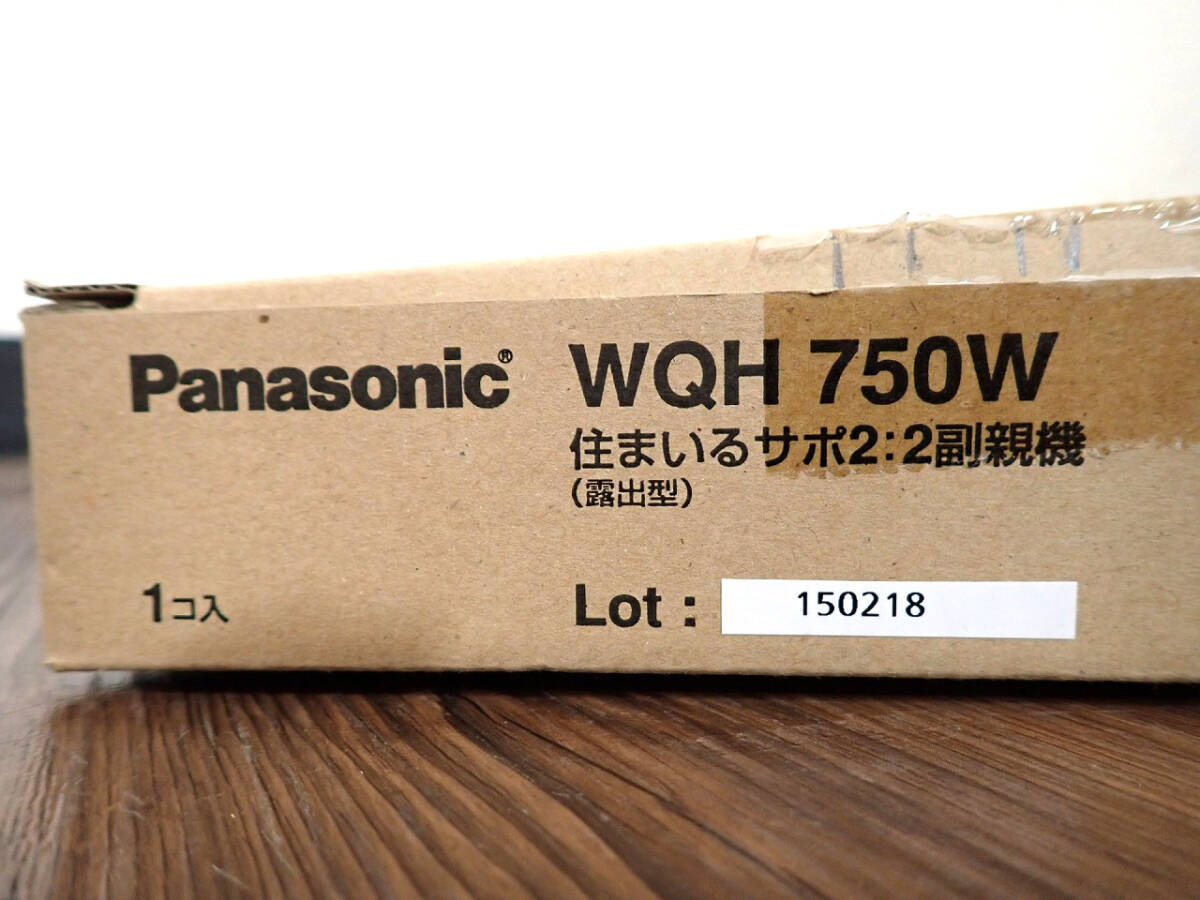 Panasonic® WQH 750W
住まいるサポ2:2副親機
(露出型)
1コ入 Lot : 150218